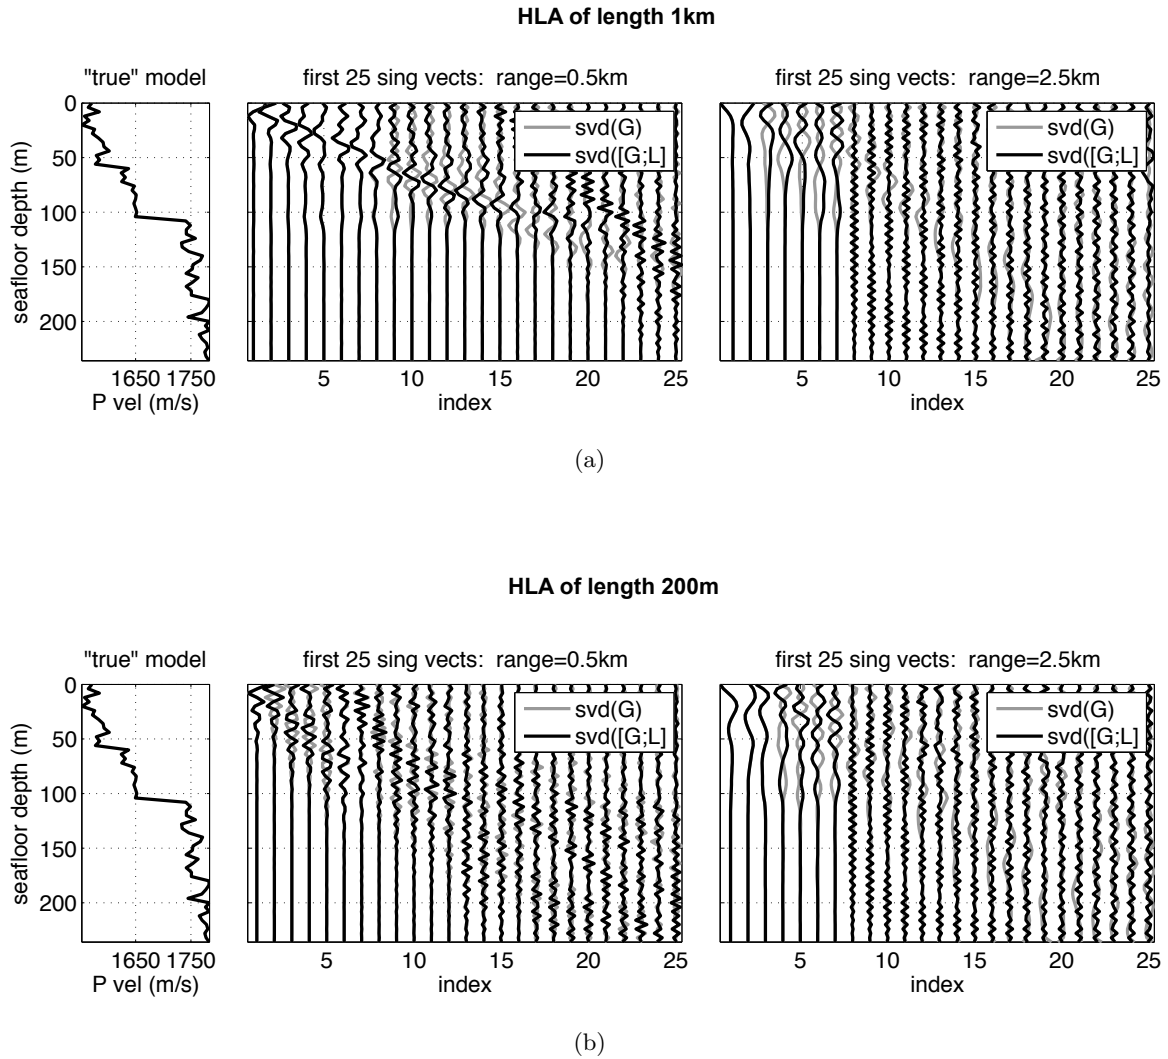 HLA of length 1km
"true" model
first 25 sing vects: range=0.5km
first 25 sing vects: range=2.5km
0
50
100
150
200
seafloor depth (m)
1650 1750
P vel (m/s)
svd(G)
svd([G;L]
5 10 15 20 25
index
svd(G)
svd([G;L]
5 10 15 20 25
index
(a)
HLA of length 200m
"true" model
first 25 sing vects: range=0.5km
first 25 sing vects: range=2.5km
0
50
100
150
200
seafloor depth (m)
1650 1750
P vel (m/s)
svd(G)
svd([G;L]
5 10 15 20 25
index
svd(G)
svd([G;L]
5 10 15 20 25
index
(b)